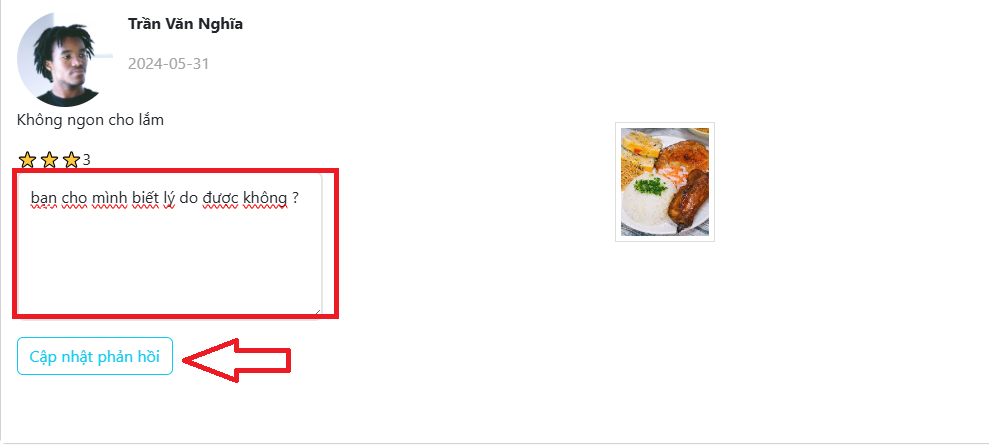 Trần Văn Nghĩa
2024-05-31
Không ngon cho lắm
3
bạn cho mình biết lý do được không ?
Cập nhật phản hồi